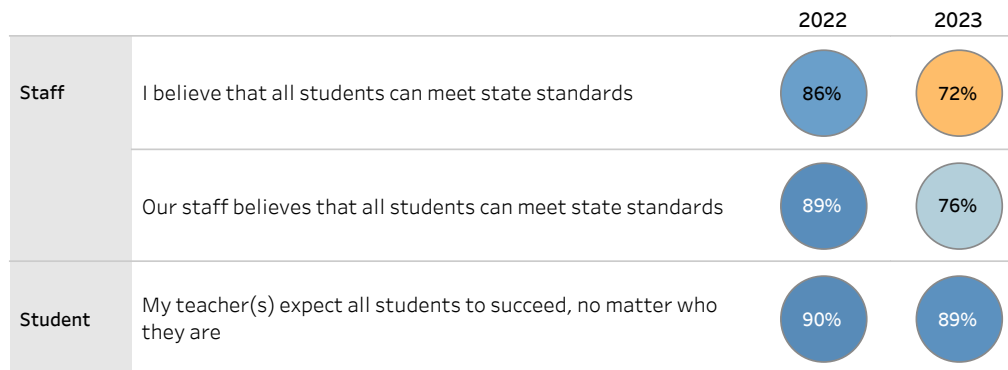 2022 2023
Staff I believe that all students can meet state standards 86% 72%
Our staff believes that all students can meet state standards 89% 76%
Student My teacher(s) expect all students to succeed, no matter who
they are 90% 89%